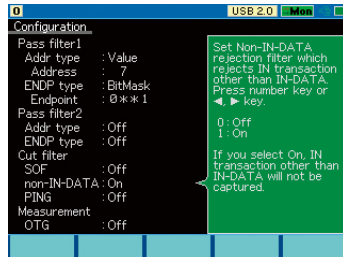 0
USB 2.0 Mon
Configuration
Pass filter1
Addr type :Value
Address : 7
ENDP type :BitMask
Endpoint :0**1
Pass filter2
Addr type :Off
ENDP type :Off
Cut filter
SOF :Off
non-IN-DATA:On
PING :Off
Measurement
OTG :Off
Set Non-IN-DATA
rejection filter which
rejects IN transaction
other than IN-DATA.
Press number key or
◄, ► key.
0:Off
1:On
If you select On, IN
transaction other than
IN-DATA will not be
captured.